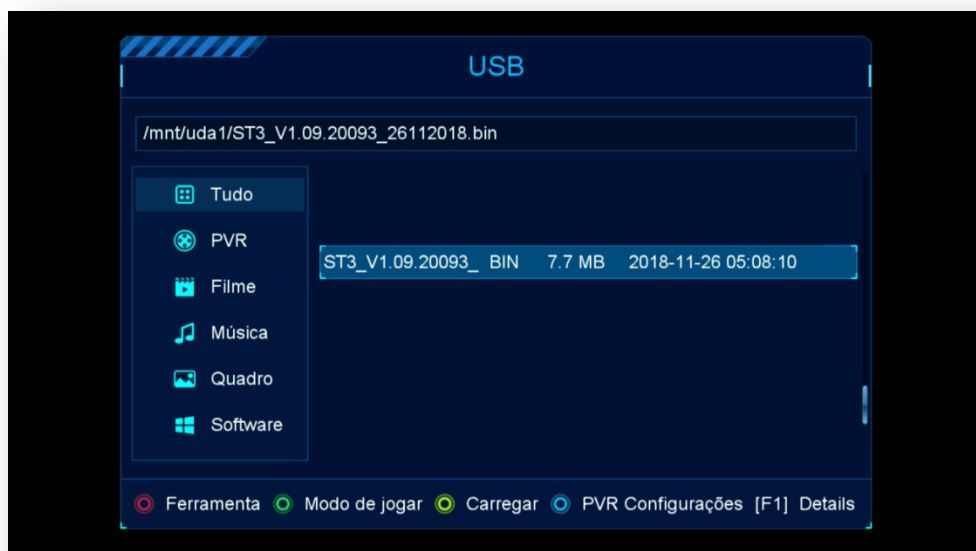 USB
/mnt/uda1/ST3_V1.09.20093_26112018.bin
Tudo
PVR
ST3_V1.09.20093_ BIN 7.7 MB 2018-11-26 05:08:10
Filme
Música
Quadro
Software
Ferramenta Modo de jogar Carregar PVR Configurações [F1] Details